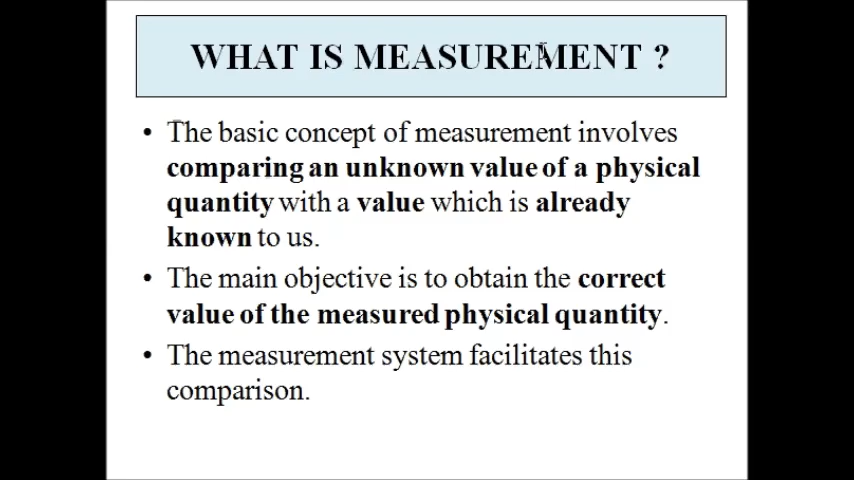 WHAT IS MEASUREMENT ?
• The basic concept of measurement involves
comparing an unknown value of a physical
quantity with a value which is already
known to us.
• The main objective is to obtain the correct
value of the measured physical quantity.
• The measurement system facilitates this
comparison.